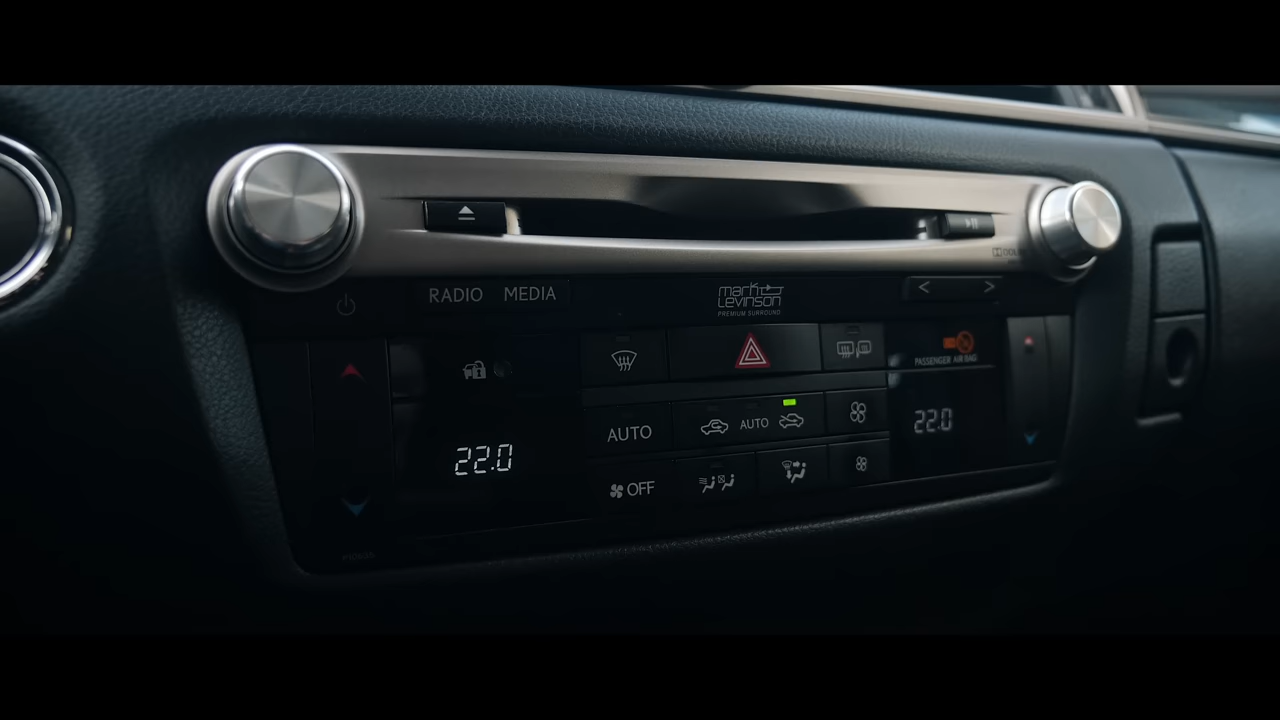 RADIO MEDIA
mark
Levinson
PREMIUM SURROUND
< >
PASSENGER AIR BAG
AUTO
AUTO
22.0
22.0
OFF